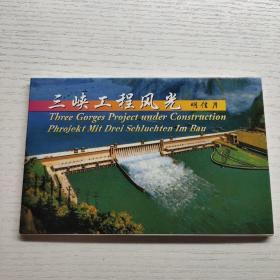 三峡工程风光 明信片
Three Gorges Project under Construction
Phrojekt Mit Drei Schluchten Im Bau